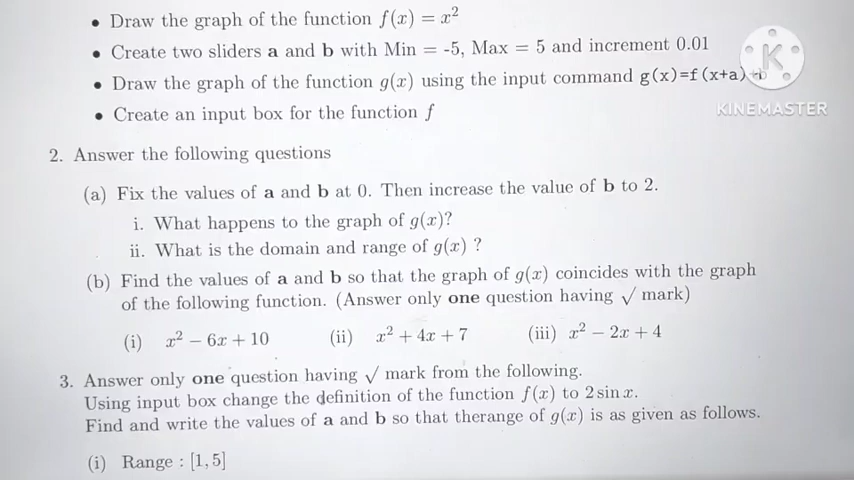 • Draw the graph of the function f(x) = x²
• Create two sliders a and b with Min = -5, Max = 5 and increment 0.01
• Draw the graph of the function g(x) using the input command g(x)=f(x+a)+b
KINEMASTER
• Create an input box for the function f
2. Answer the following questions
(a) Fix the values of a and b at 0. Then increase the value of b to 2.
i. What happens to the graph of g(x)?
ii. What is the domain and range of g(x) ?
(b) Find the values of a and b so that the graph of g(x) coincides with the graph
of the following function. (Answer only one question having √ mark)
(i) x² − 6x + 10 (ii) x² + 4x + 7 (iii) x² − 2x + 4
3. Answer only one question having √ mark from the following.
Using input box change the definition of the function f(x) to 2 sin x.
Find and write the values of a and b so that therange of g(x) is as given as follows.
(i) Range : [1, 5]